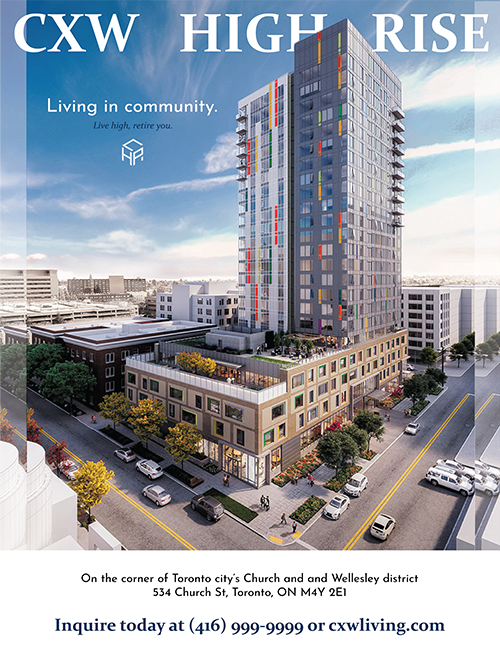 CXW HIGH RISE
Living in community.
Live high, retire you.
On the corner of Toronto city's Church and and Wellesley district
534 Church St, Toronto, ON M4Y 2E1
Inquire today at (416) 999-9999 or cxwliving.com